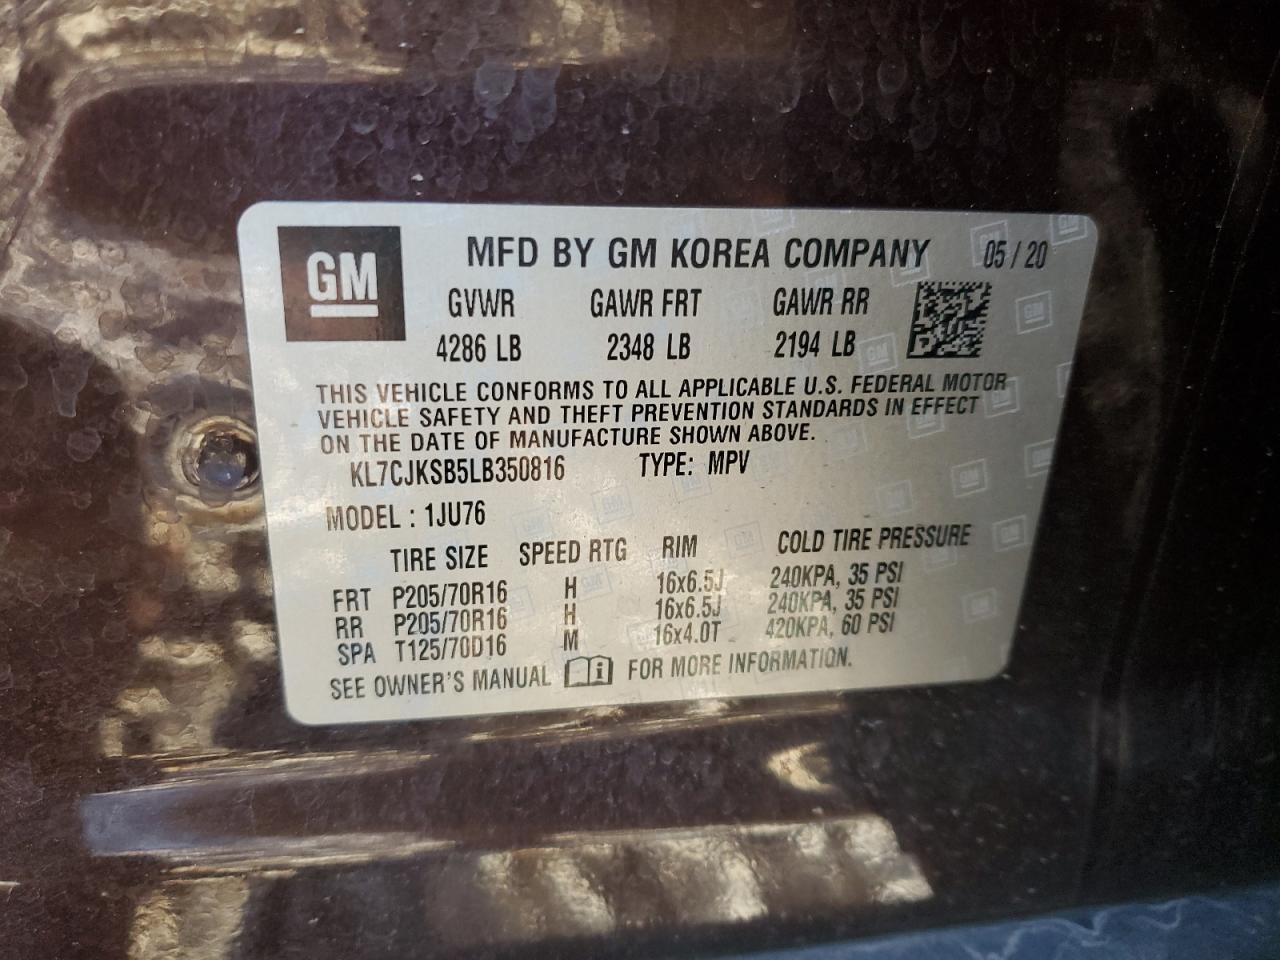 GM
MFD BY GM KOREA COMPANY 05 / 20
GVWR GAWR FRT GAWR RR
4286 LB 2348 LB 2194 LB
THIS VEHICLE CONFORMS TO ALL APPLICABLE U.S. FEDERAL MOTOR
VEHICLE SAFETY AND THEFT PREVENTION STANDARDS IN EFFECT
ON THE DATE OF MANUFACTURE SHOWN ABOVE.
KL7CJKSB5LB350816 TYPE: MPV
MODEL : 1JU76
TIRE SIZE SPEED RTG RIM COLD TIRE PRESSURE
FRT P205/70R16 H 16x6.5J 240KPA, 35 PSI
RR P205/70R16 H 16x6.5J 240KPA, 35 PSI
SPA T125/70D16 M 16x4.0T 420KPA, 60 PSI
SEE OWNER'S MANUAL FOR MORE INFORMATION.